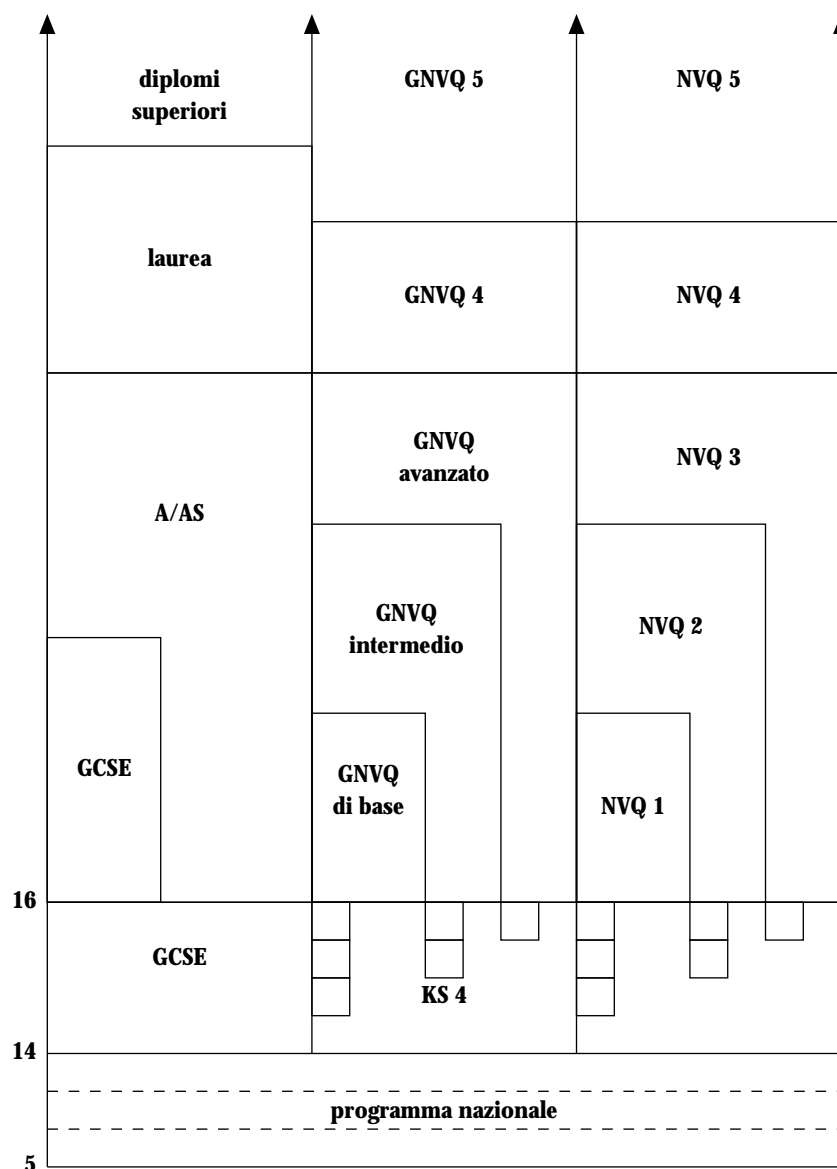 diplomi
superiori
GNVQ 5
NVQ 5
laurea
GNVQ 4
NVQ 4
GNVQ
avanzato
NVQ 3
A/AS
GNVQ
intermedio
NVQ 2
GCSE
GNVQ
di base
NVQ 1
16
GCSE
KS 4
14
programma nazionale
5